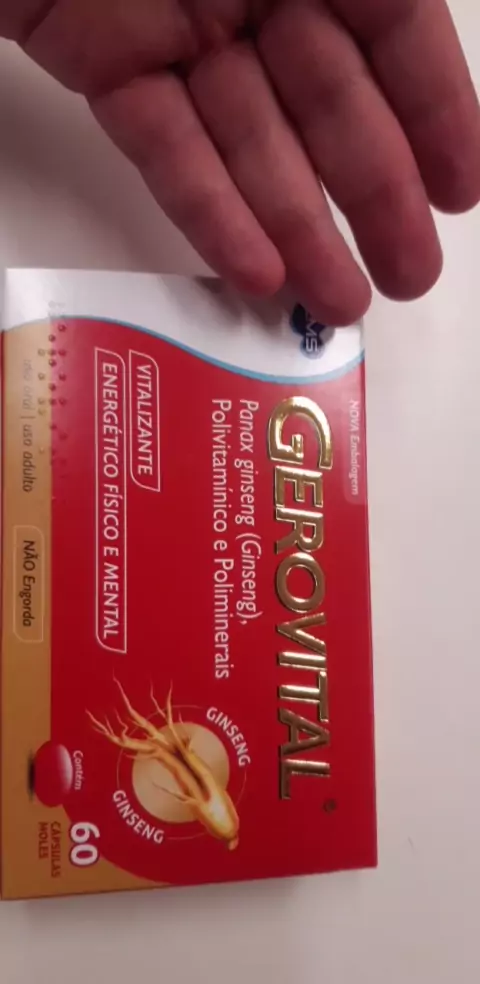 NOVA Embalagem
GEROVITAL®
Panax ginseng (Ginseng),
Polivitamínico e Poliminerais
VITALIZANTE
ENERGÉTICO FÍSICO E MENTAL
uso oral | uso adulto
NÃO Engorda
GINSENG
GINSENG
Contém
60
CÁPSULAS
MOLES